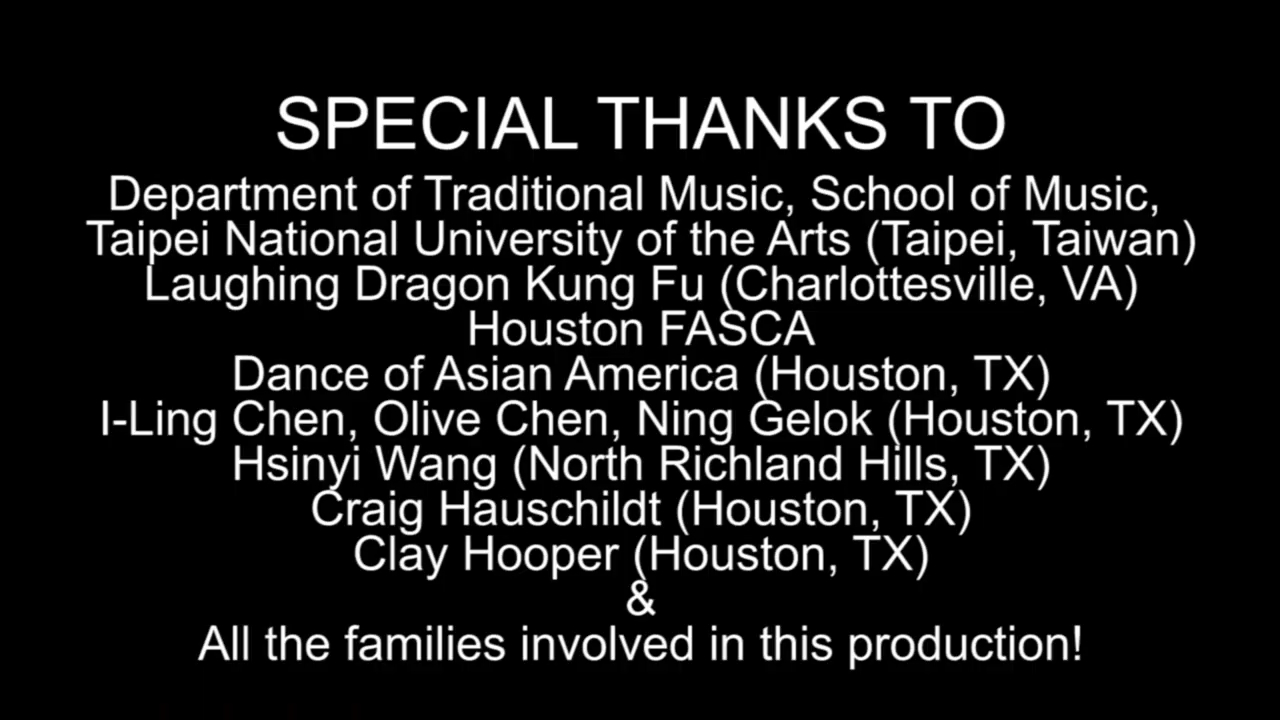 SPECIAL THANKS TO
Department of Traditional Music, School of Music,
Taipei National University of the Arts (Taipei, Taiwan)
Laughing Dragon Kung Fu (Charlottesville, VA)
Houston FASCA
Dance of Asian America (Houston, TX)
I-Ling Chen, Olive Chen, Ning Gelok (Houston, TX)
Hsinyi Wang (North Richland Hills, TX)
Craig Hauschildt (Houston, TX)
Clay Hooper (Houston, TX)
&
All the families involved in this production!